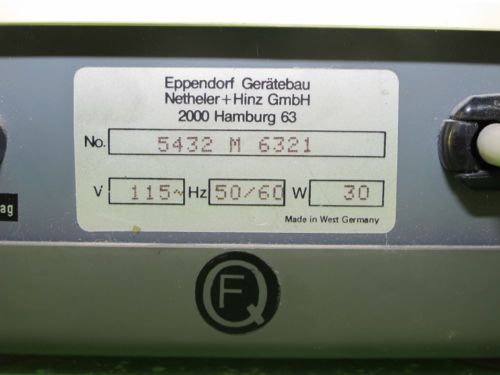 Eppendorf Gerätebau
Netheler+Hinz GmbH
2000 Hamburg 63
No. 5432 M 6321
V 115~ Hz 50/60 W 30
Made in West Germany
ag
FQ